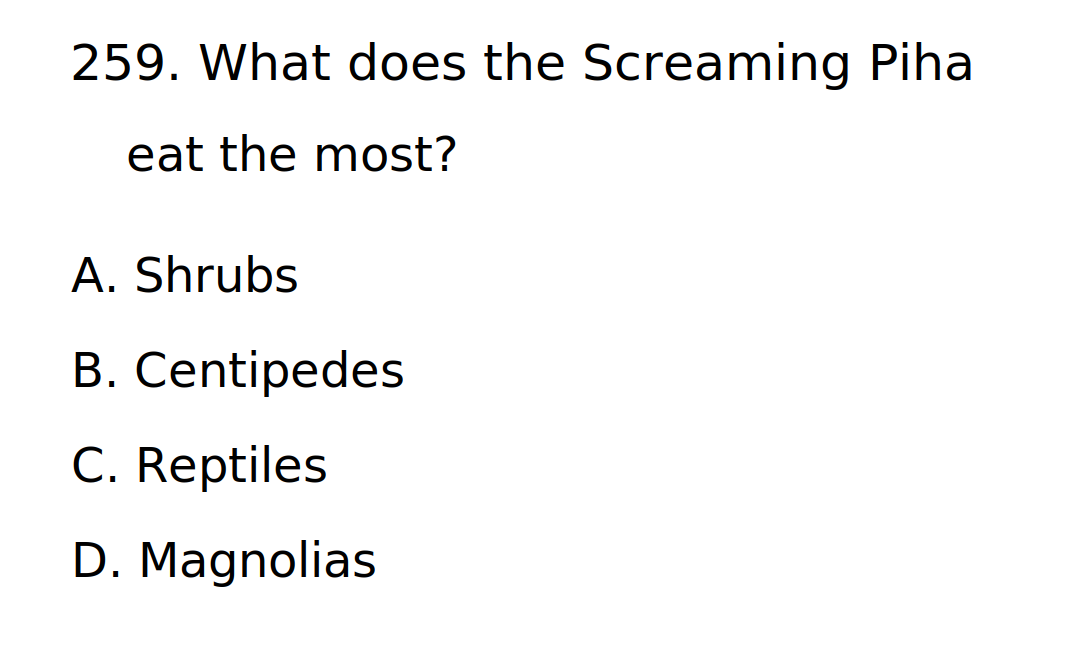 259. What does the Screaming Piha
eat the most?
A. Shrubs
B. Centipedes
C. Reptiles
D. Magnolias